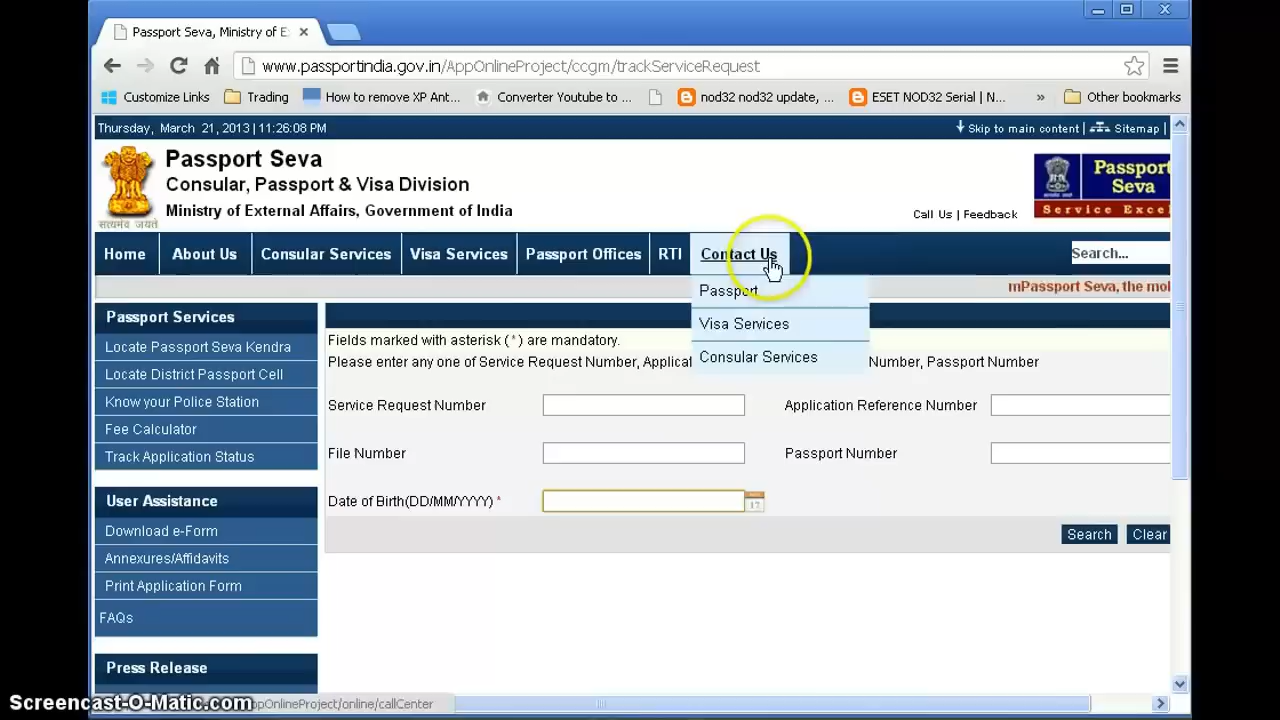 Passport Seva, Ministry of E
www.passportindia.gov.in/AppOnlineProject/ccgm/trackServiceRequest
Customize Links Trading How to remove XP Ant... Converter Youtube to ... nod32 nod32 update, ... ESET NOD32 Serial | N... » Other bookmarks
Thursday, March 21, 2013 | 11:26:08 PM Skip to main content | Sitemap |
Passport Seva
Consular, Passport & Visa Division
Ministry of External Affairs, Government of India
सत्यमेव जयते
Passport
Seva
Service Excel
Call Us | Feedback
Home About Us Consular Services Visa Services Passport Offices RTI Contact Us Search...
Passport
Visa Services
Consular Services
mPassport Seva, the mol
Passport Services
Locate Passport Seva Kendra
Locate District Passport Cell
Know your Police Station
Fee Calculator
Track Application Status
User Assistance
Download e-Form
Annexures/Affidavits
Print Application Form
FAQs
Press Release
Fields marked with asterisk (*) are mandatory.
Please enter any one of Service Request Number, Applica Number, Passport Number
Service Request Number Application Reference Number
File Number Passport Number
Date of Birth(DD/MM/YYYY) * 17
Search Clear
Screencast-O-Matic.com ppOnlineProject/online/callCenter